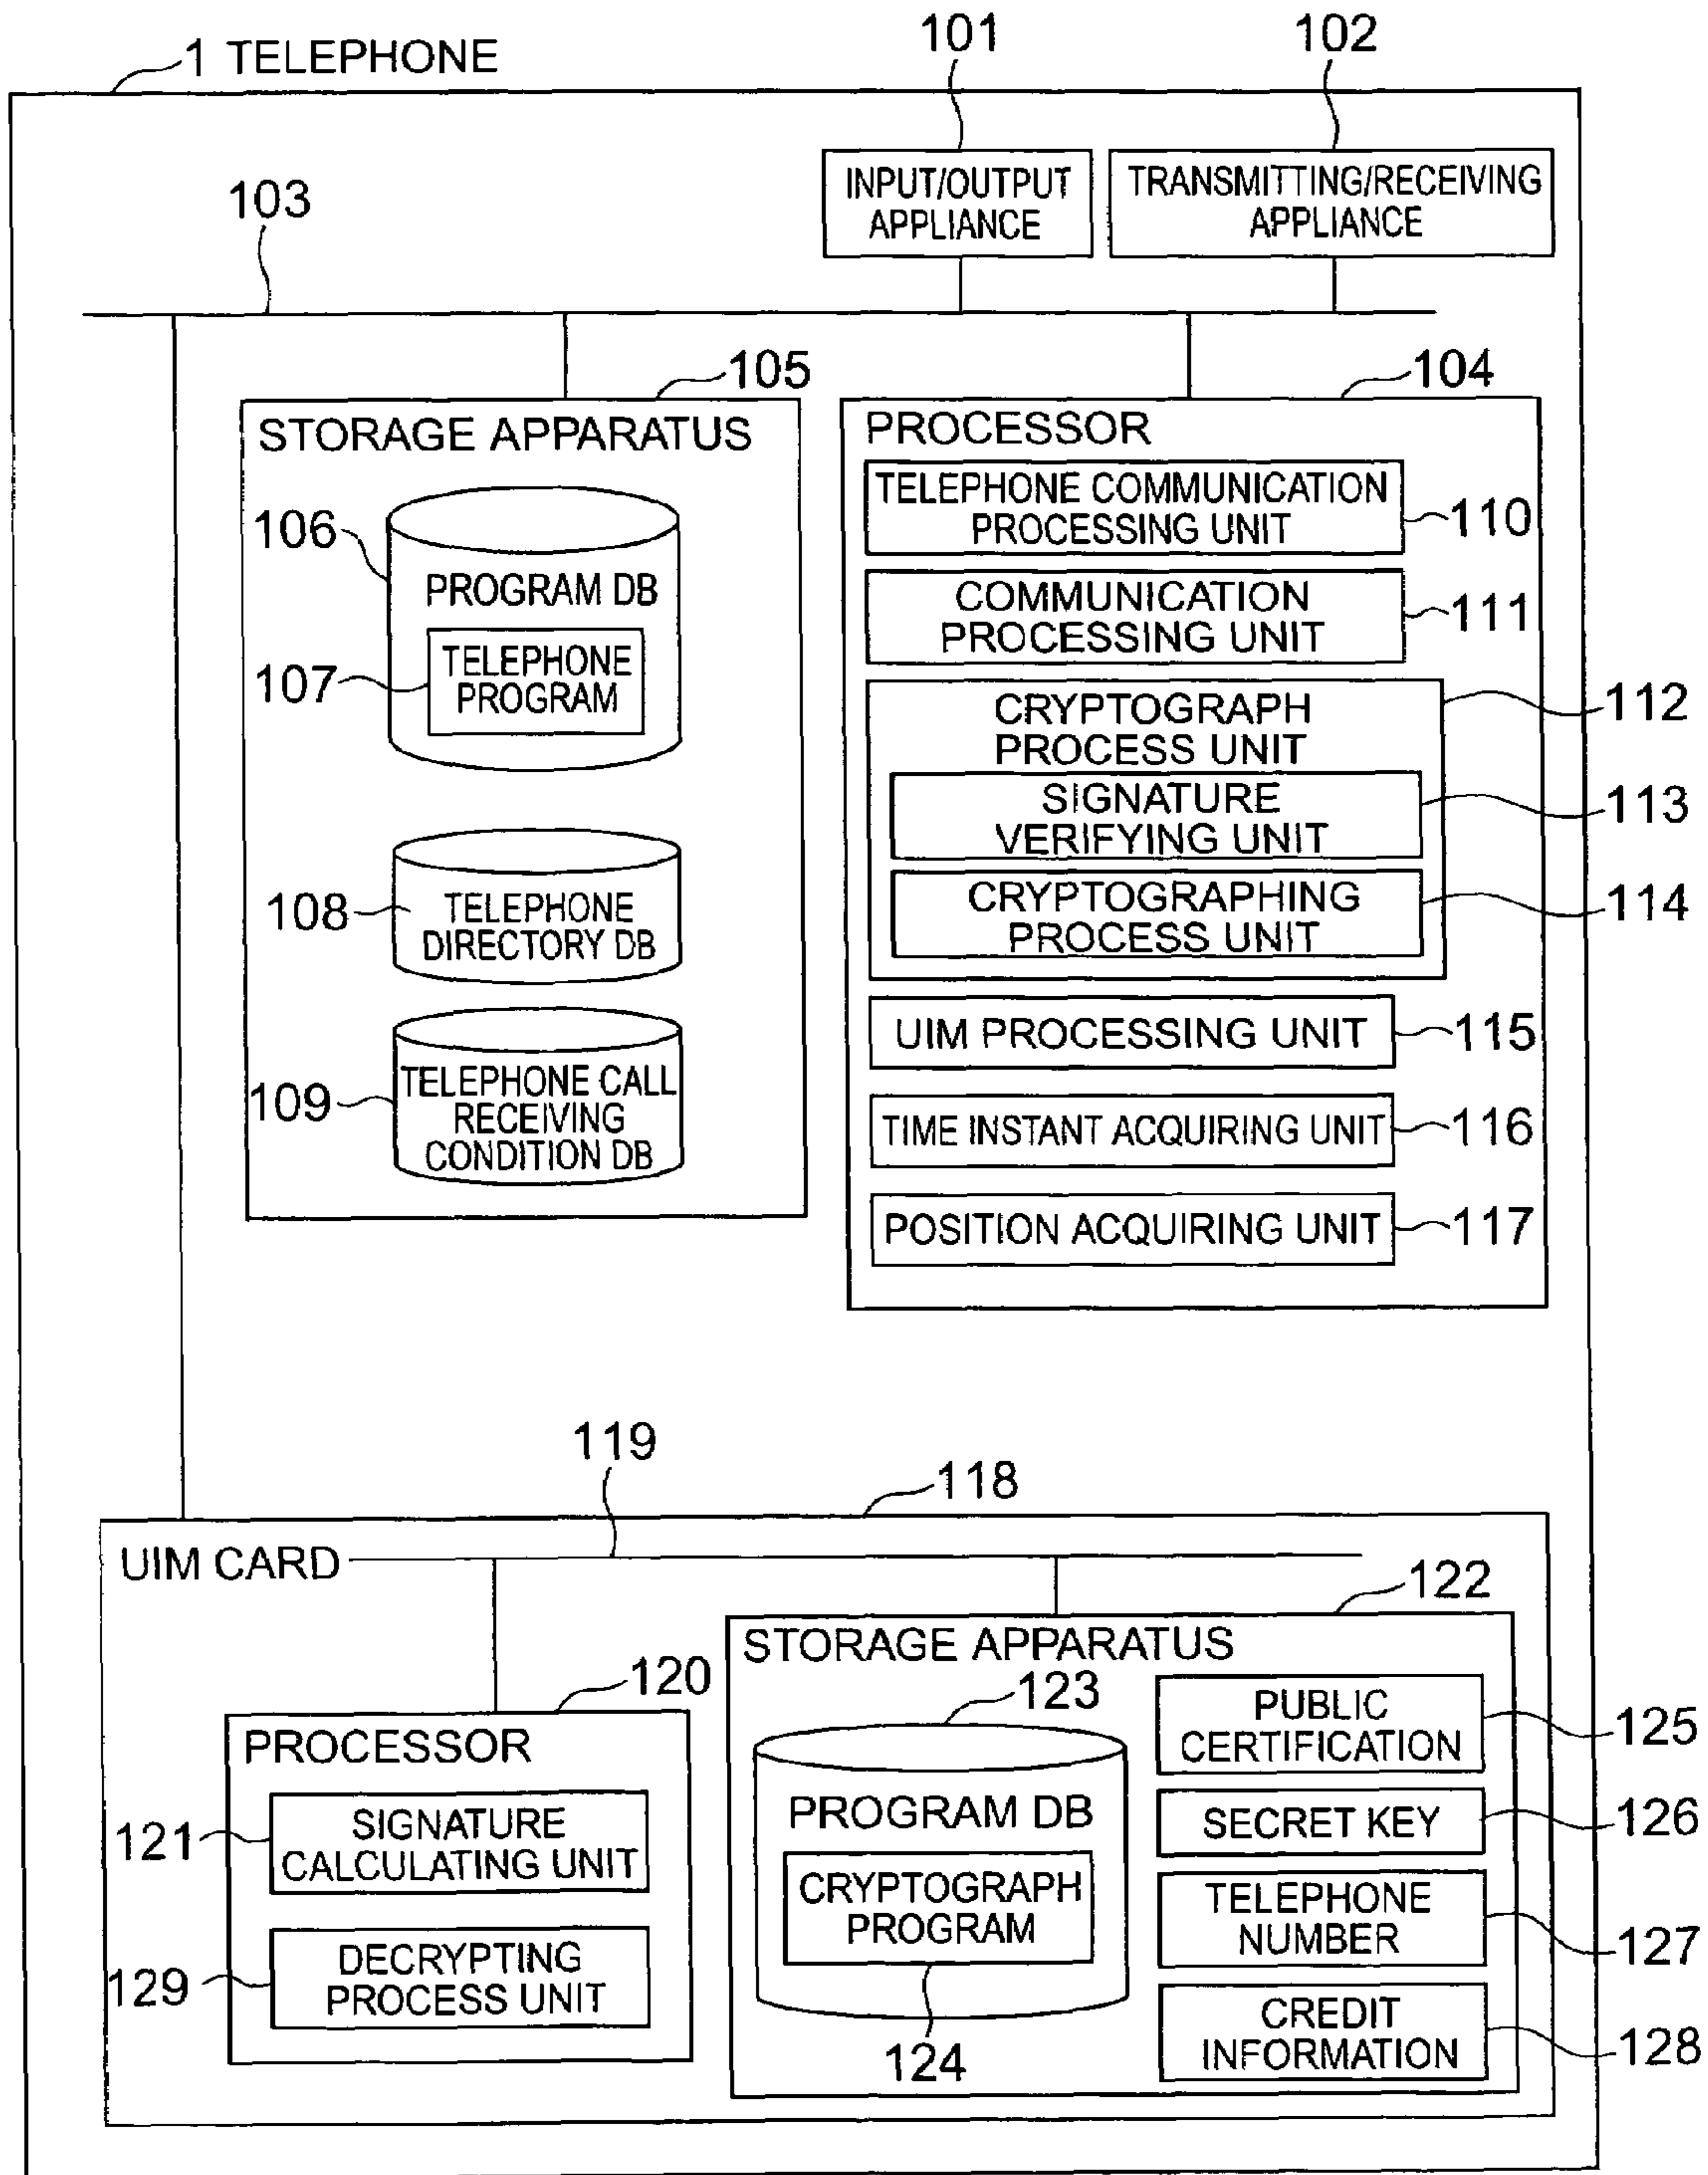 1 TELEPHONE
101
102
INPUT/OUTPUT
APPLIANCE
TRANSMITTING/RECEIVING
APPLIANCE
103
105
STORAGE APPARATUS
106
PROGRAM DB
107
TELEPHONE
PROGRAM
108
TELEPHONE
DIRECTORY DB
109
TELEPHONE CALL
RECEIVING
CONDITION DB
104
PROCESSOR
TELEPHONE COMMUNICATION
PROCESSING UNIT
110
COMMUNICATION
PROCESSING UNIT
111
CRYPTOGRAPH
PROCESS UNIT
112
SIGNATURE
VERIFYING UNIT
113
CRYPTOGRAPHING
PROCESS UNIT
114
UIM PROCESSING UNIT
115
TIME INSTANT ACQUIRING UNIT
116
POSITION ACQUIRING UNIT
117
119
118
UIM CARD
120
PROCESSOR
121
SIGNATURE
CALCULATING UNIT
129
DECRYPTING
PROCESS UNIT
122
STORAGE APPARATUS
123
PROGRAM DB
CRYPTOGRAPH
PROGRAM
124
PUBLIC
CERTIFICATION
125
SECRET KEY
126
TELEPHONE
NUMBER
127
CREDIT
INFORMATION
128